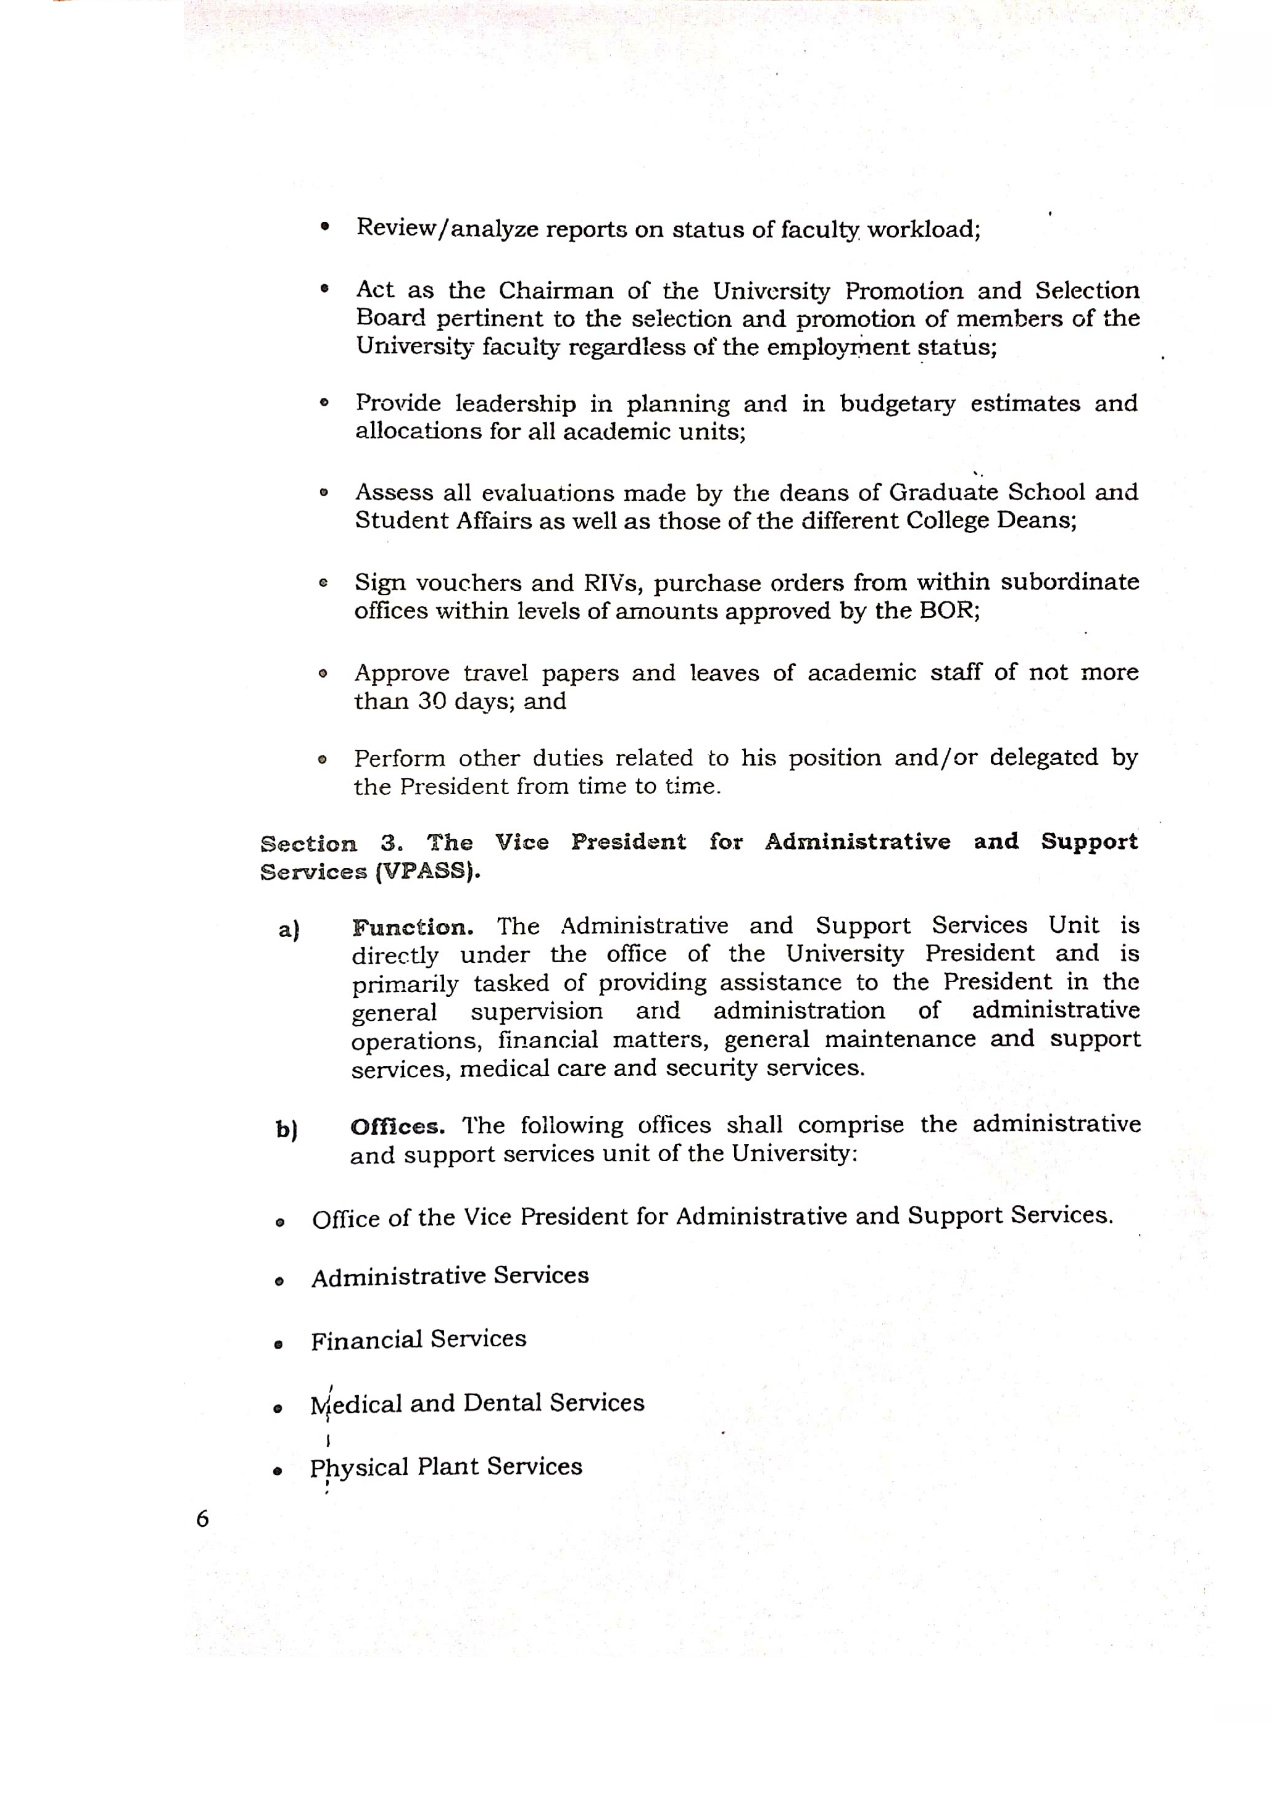 • Review/analyze reports on status of faculty workload;
• Act as the Chairman of the University Promotion and Selection
Board pertinent to the selection and promotion of members of the
University faculty regardless of the employment status;
• Provide leadership in planning and in budgetary estimates and
allocations for all academic units;
• Assess all evaluations made by the deans of Graduate School and
Student Affairs as well as those of the different College Deans;
• Sign vouchers and RIVs, purchase orders from within subordinate
offices within levels of amounts approved by the BOR;
• Approve travel papers and leaves of academic staff of not more
than 30 days; and
• Perform other duties related to his position and/or delegated by
the President from time to time.
Section 3. The Vice President for Administrative and Support
Services (VPASS).
a) Function. The Administrative and Support Services Unit is
directly under the office of the University President and is
primarily tasked of providing assistance to the President in the
general supervision and administration of administrative
operations, financial matters, general maintenance and support
services, medical care and security services.
b) Offices. The following offices shall comprise the administrative
and support services unit of the University:
• Office of the Vice President for Administrative and Support Services.
• Administrative Services
• Financial Services
• Medical and Dental Services
• Physical Plant Services
6